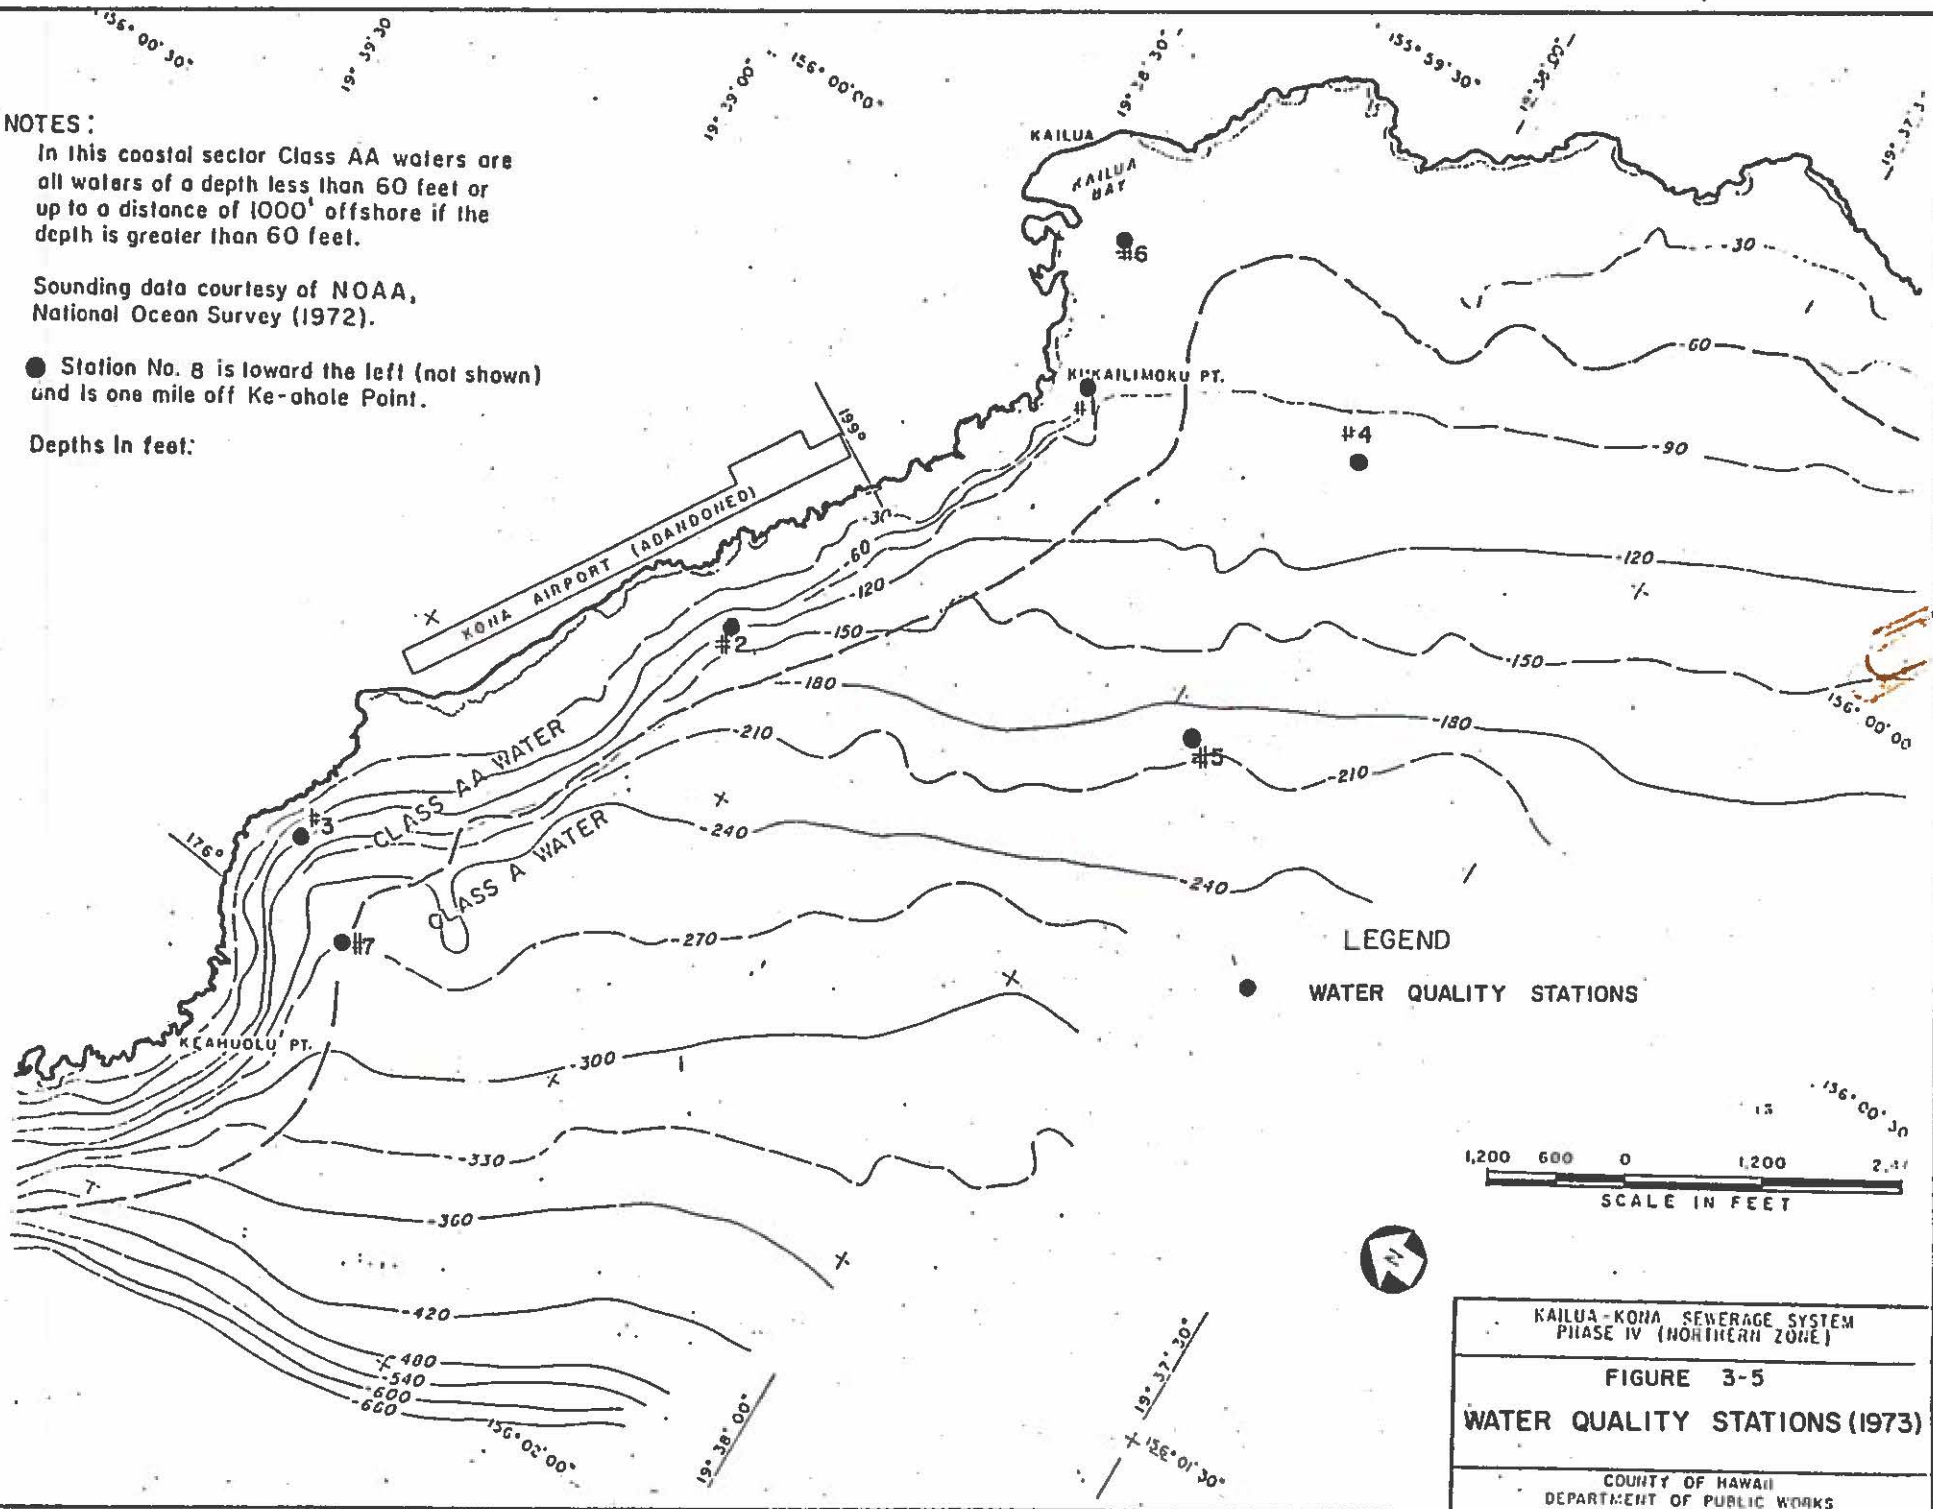 156° 00' 30"
19° 39' 30
19° 39' 00"
156° 00' 00"
19° 38' 30"
155° 59' 30"
NOTES:
In this coastal sector Class AA waters are
all waters of a depth less than 60 feet or
up to a distance of 1000' offshore if the
depth is greater than 60 feet.
Sounding data courtesy of NOAA,
National Ocean Survey (1972).
Station No. 8 is toward the left (not shown)
and is one mile off Ke-ahole Point.
Depths in feet:
KAILUA
KAILUA
BAY
#6
-30
-60
KUKAILIMOKU PT.
#1
#4
-90
199°
KONA AIRPORT (ABANDONED)
-30
-60
-120
-120
#2
-150
-150
-180
-180
156° 00' 00
-210
#5
-210
CLASS AA WATER
CLASS A WATER
#3
176°
-240
-240
#7
-270
LEGEND
WATER QUALITY STATIONS
KEAHUOLU PT.
-300
156° 00' 30
-330
1,200 600 0 1,200
SCALE IN FEET
-360
N
-420
-480
-540
-600
-660
156° 02' 00"
19° 38' 00"
19° 37' 30"
156° 01' 30"
KAILUA-KONA SEWERAGE SYSTEM
PHASE IV (NORTHERN ZONE)
FIGURE 3-5
WATER QUALITY STATIONS (1973)
COUNTY OF HAWAII
DEPARTMENT OF PUBLIC WORKS